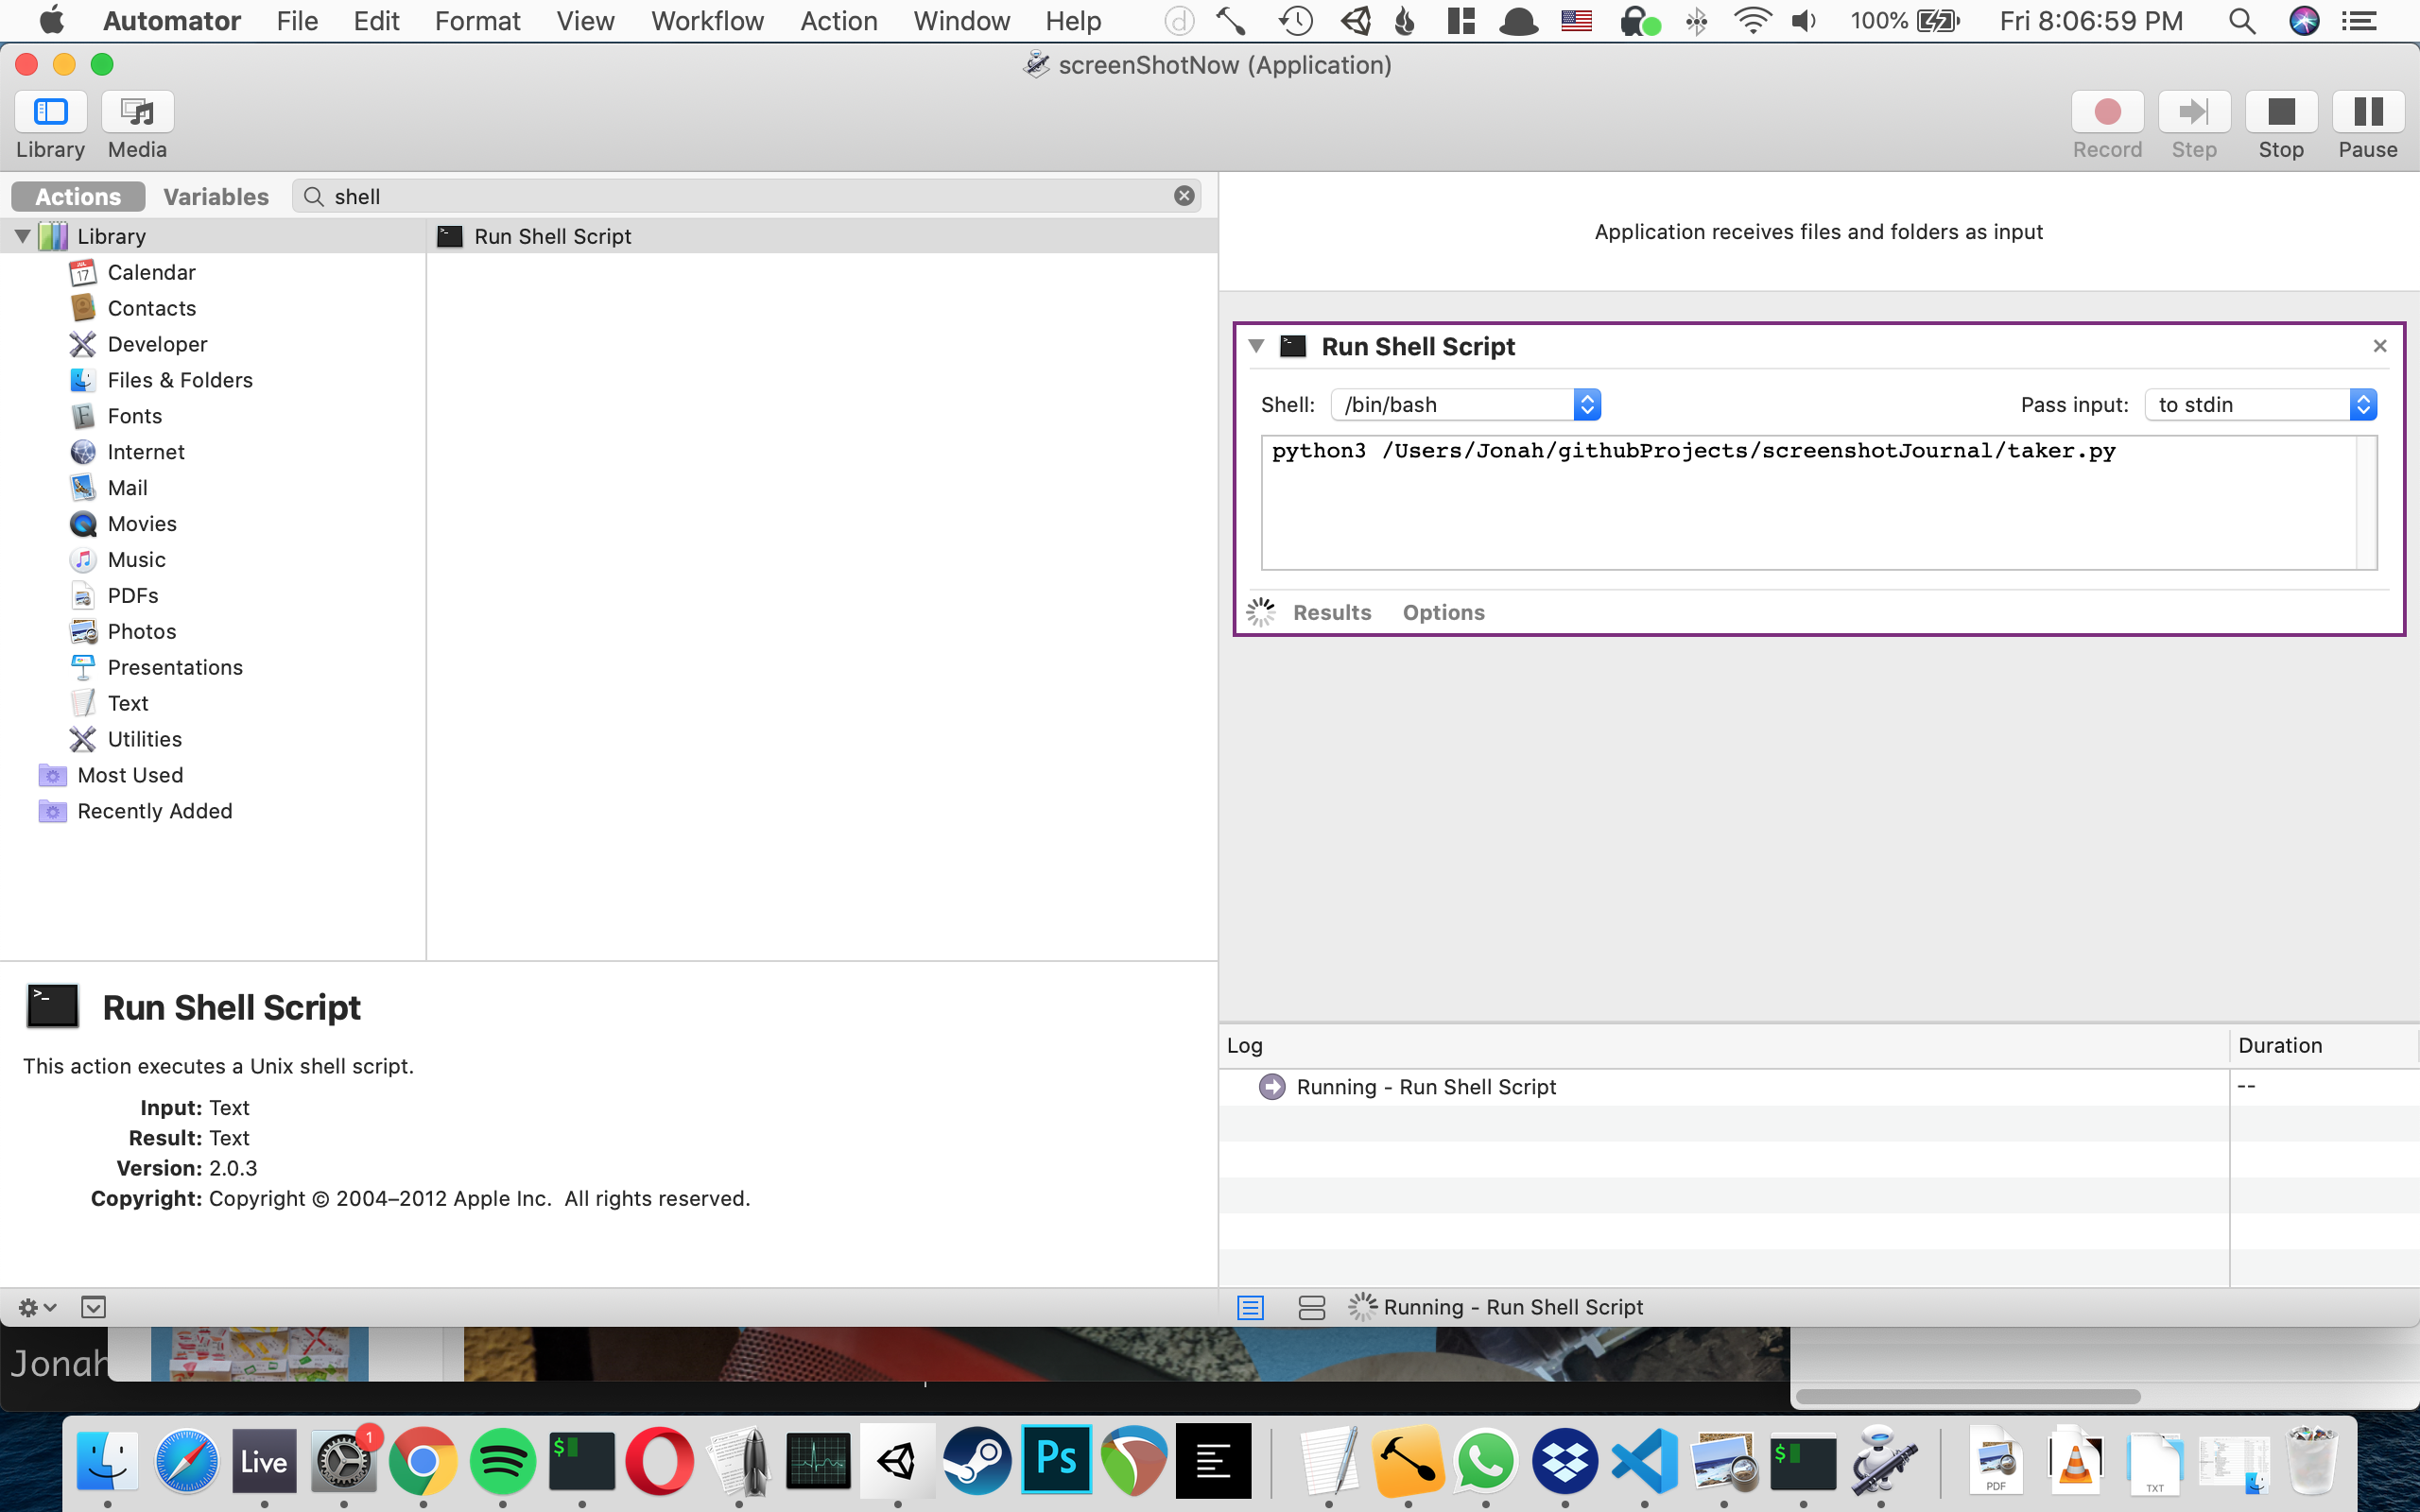 Automator File Edit Format View Workflow Action Window Help 100% Fri 8:06:59 PM
screenShotNow (Application)
Library Media Record Step Stop Pause
Actions Variables shell
Library
Calendar
Contacts
Developer
Files & Folders
Fonts
Internet
Mail
Movies
Music
PDFs
Photos
Presentations
Text
Utilities
Most Used
Recently Added
Run Shell Script
Application receives files and folders as input
Run Shell Script
Shell: /bin/bash Pass input: to stdin
python3 /Users/Jonah/githubProjects/screenshotJournal/taker.py
Results Options
Run Shell Script
This action executes a Unix shell script.
Input: Text
Result: Text
Version: 2.0.3
Copyright: Copyright © 2004–2012 Apple Inc. All rights reserved.
Log Duration
Running - Run Shell Script --
Running - Run Shell Script
Jonah
Live 1 $ Ps $ PDF TXT